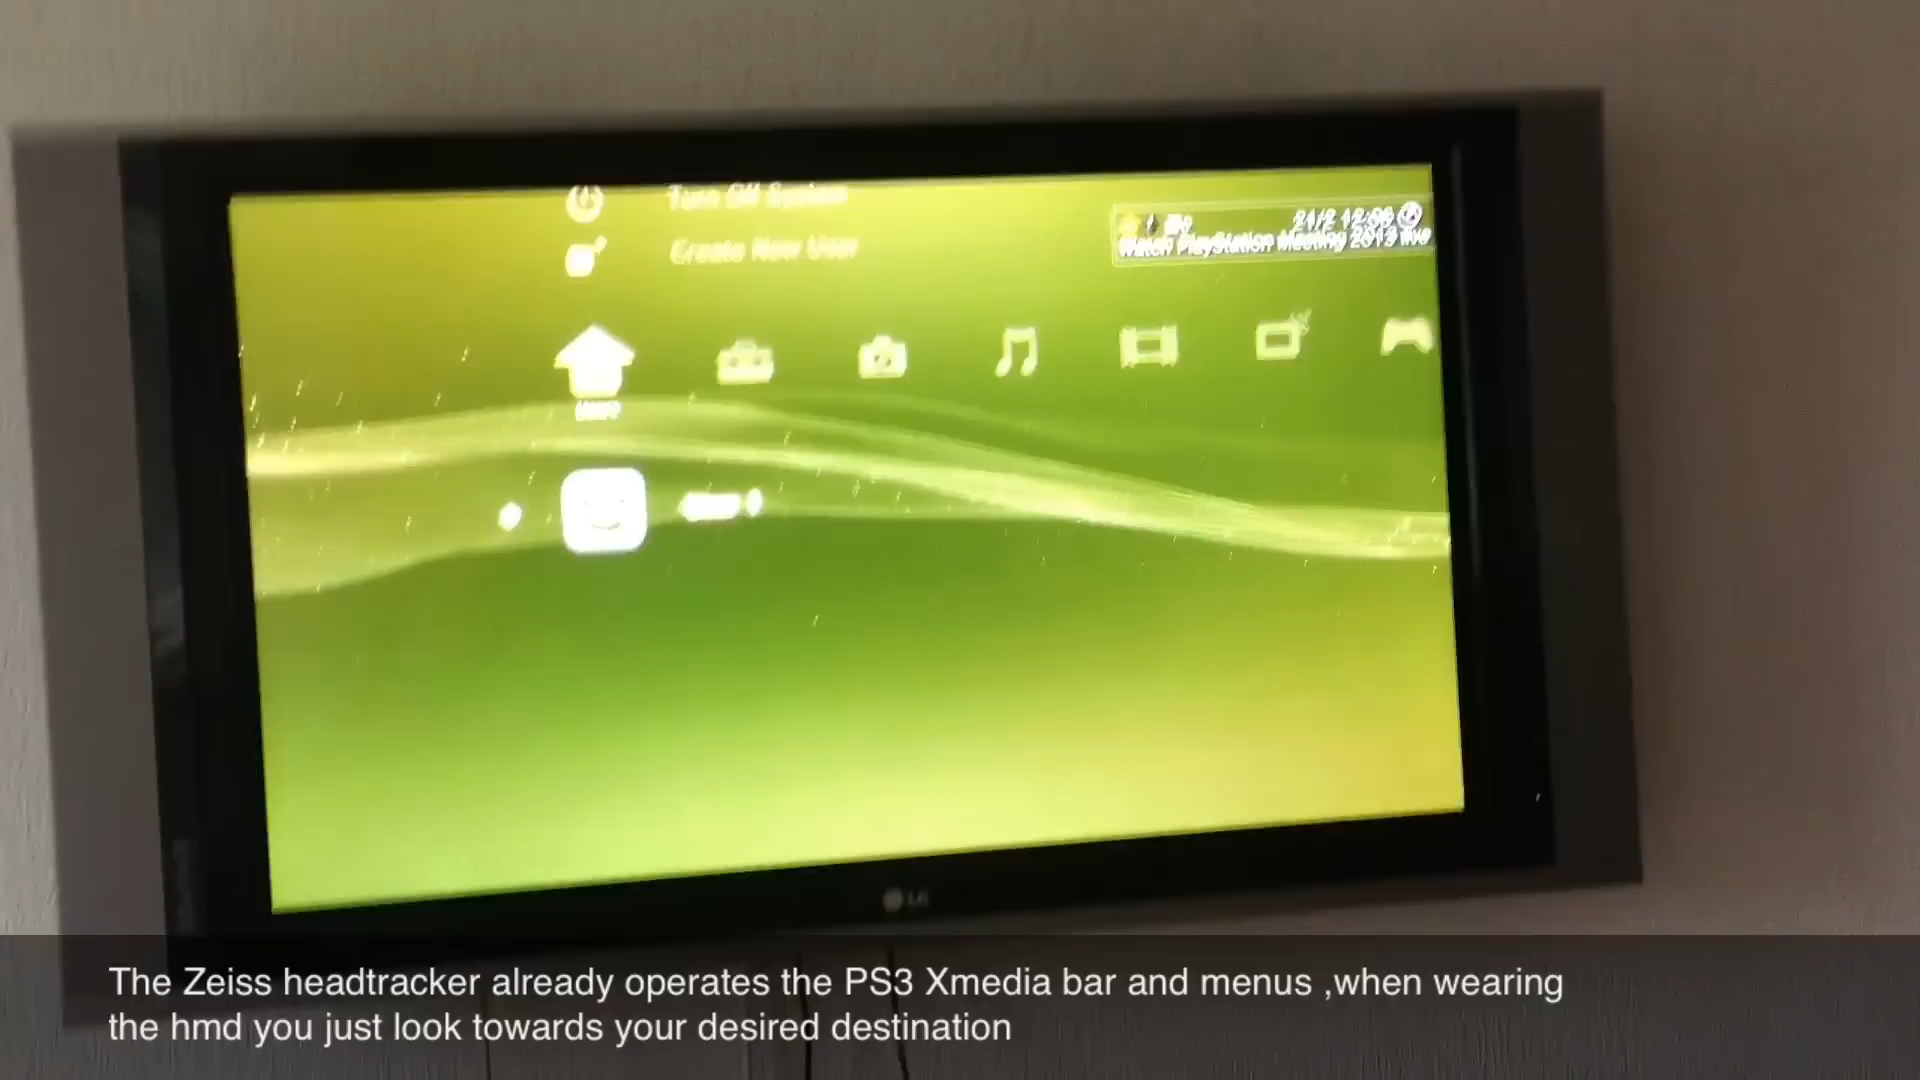 Turn Off System
Create New User
21/2 12:06
Watch PlayStation Meeting 2013 live
Users
LG
The Zeiss headtracker already operates the PS3 Xmedia bar and menus ,when wearing
the hmd you just look towards your desired destination